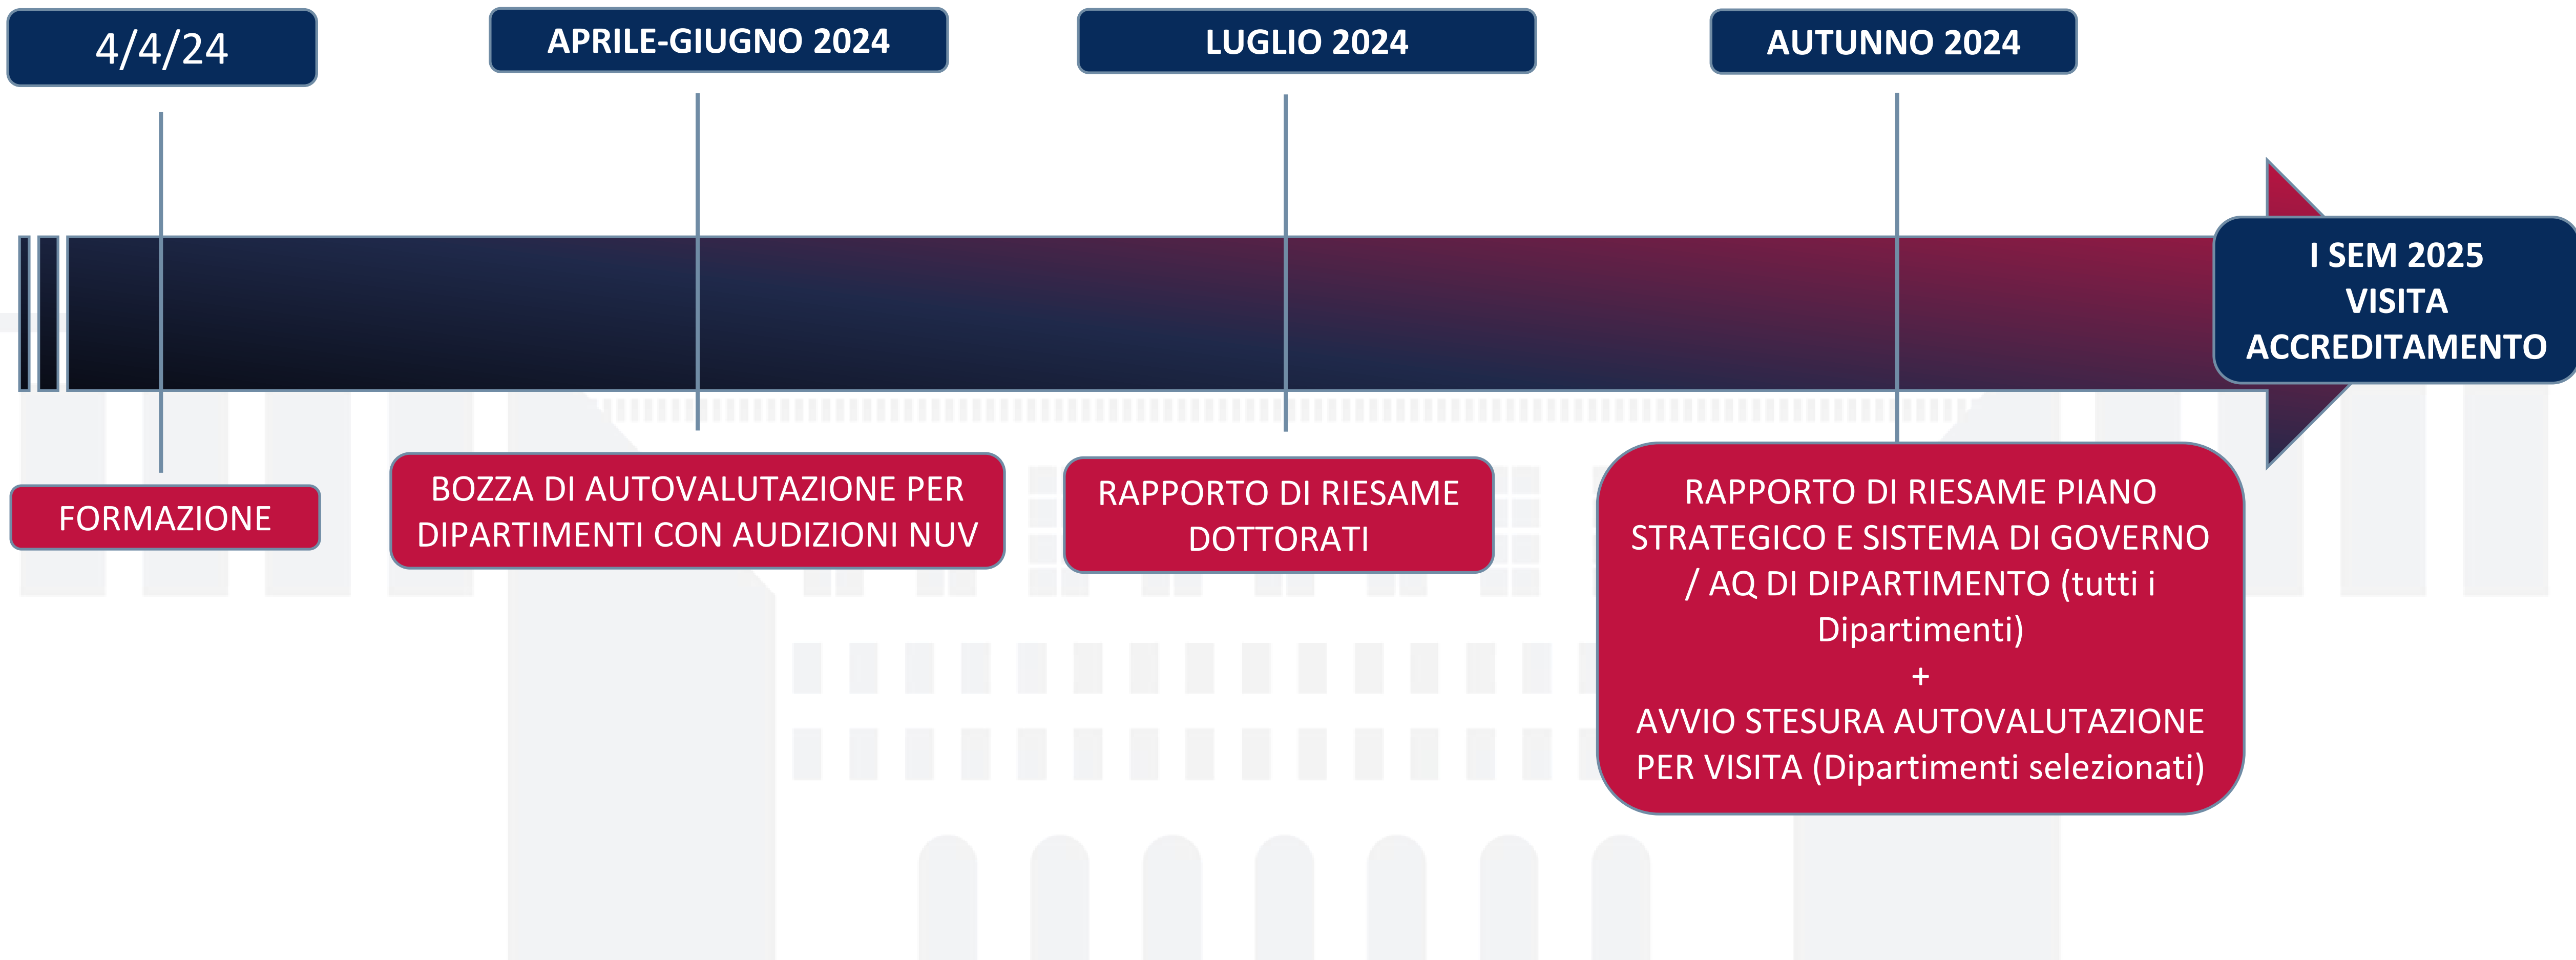 4/4/24
APRILE-GIUGNO 2024
LUGLIO 2024
AUTUNNO 2024
I SEM 2025
VISITA
ACCREDITAMENTO
FORMAZIONE
BOZZA DI AUTOVALUTAZIONE PER
DIPARTIMENTI CON AUDIZIONI NUV
RAPPORTO DI RIESAME
DOTTORATI
RAPPORTO DI RIESAME PIANO
STRATEGICO E SISTEMA DI GOVERNO
/ AQ DI DIPARTIMENTO (tutti i
Dipartimenti)
+
AVVIO STESURA AUTOVALUTAZIONE
PER VISITA (Dipartimenti selezionati)